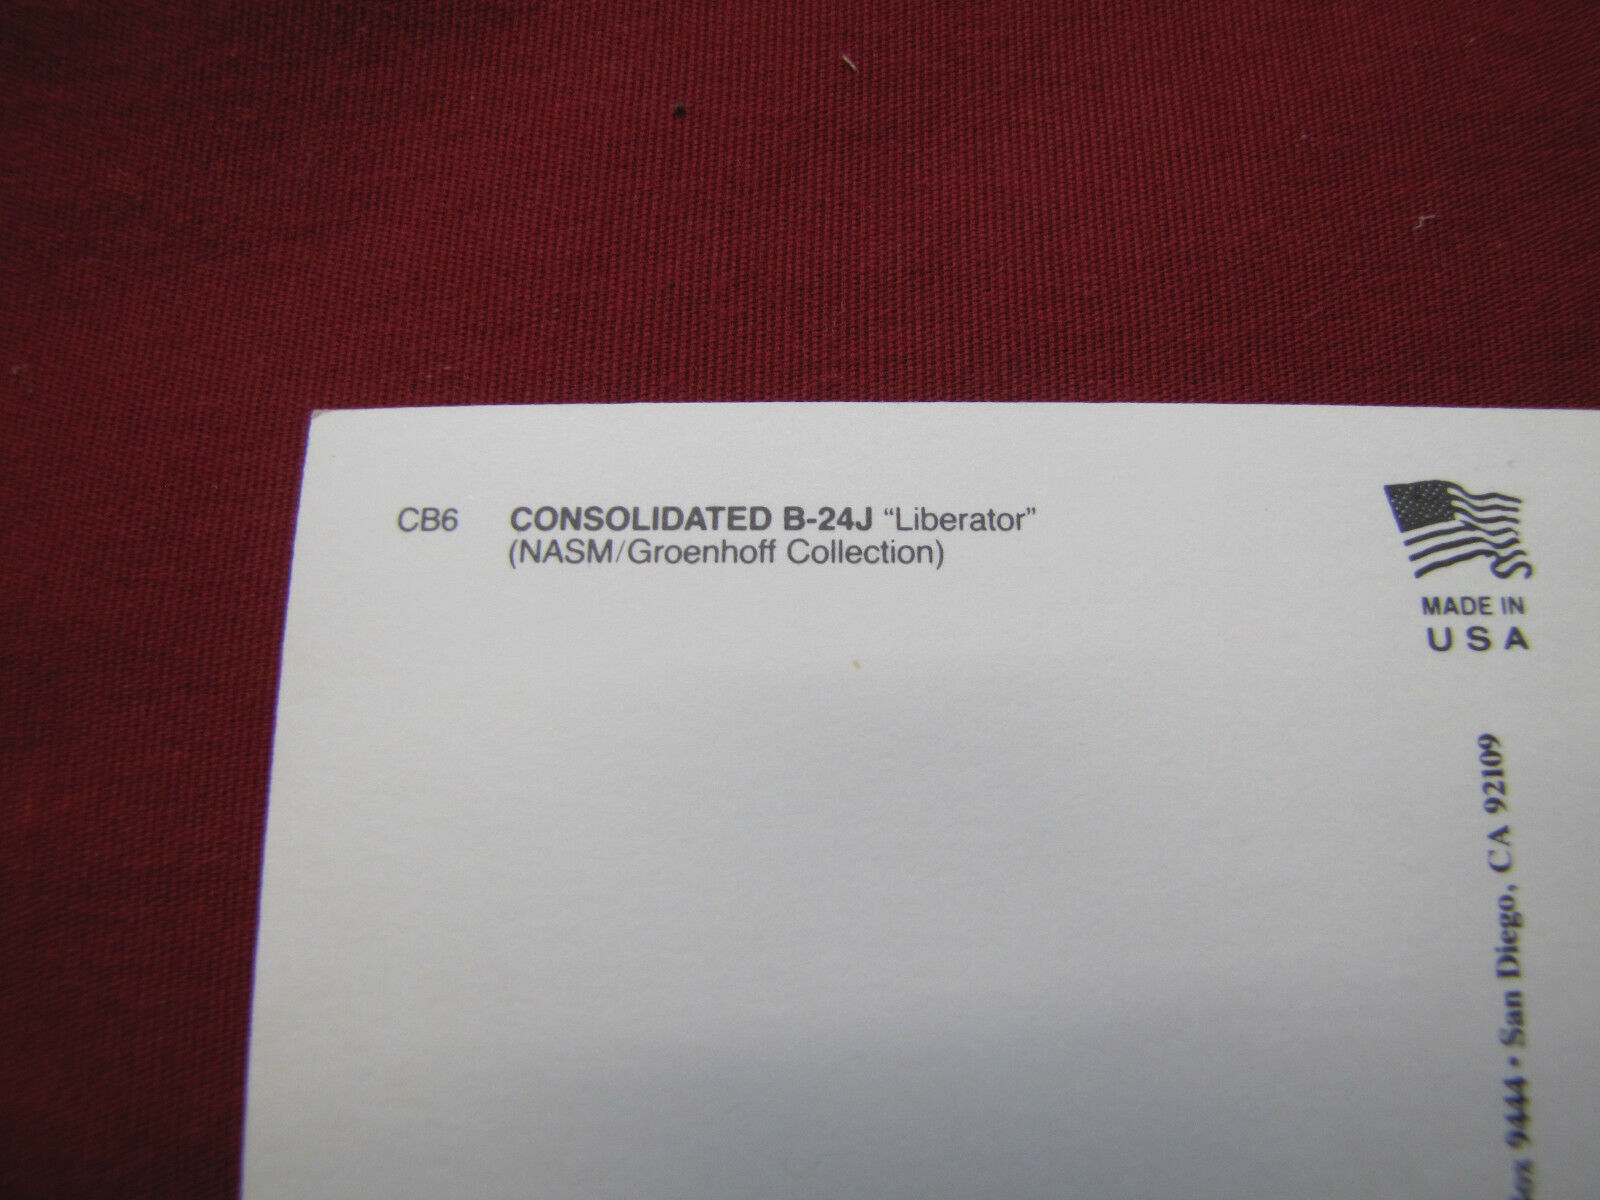 CB6 CONSOLIDATED B-24J “Liberator”
(NASM/Groenhoff Collection)
MADE IN
USA
9444 • San Diego, CA 92109